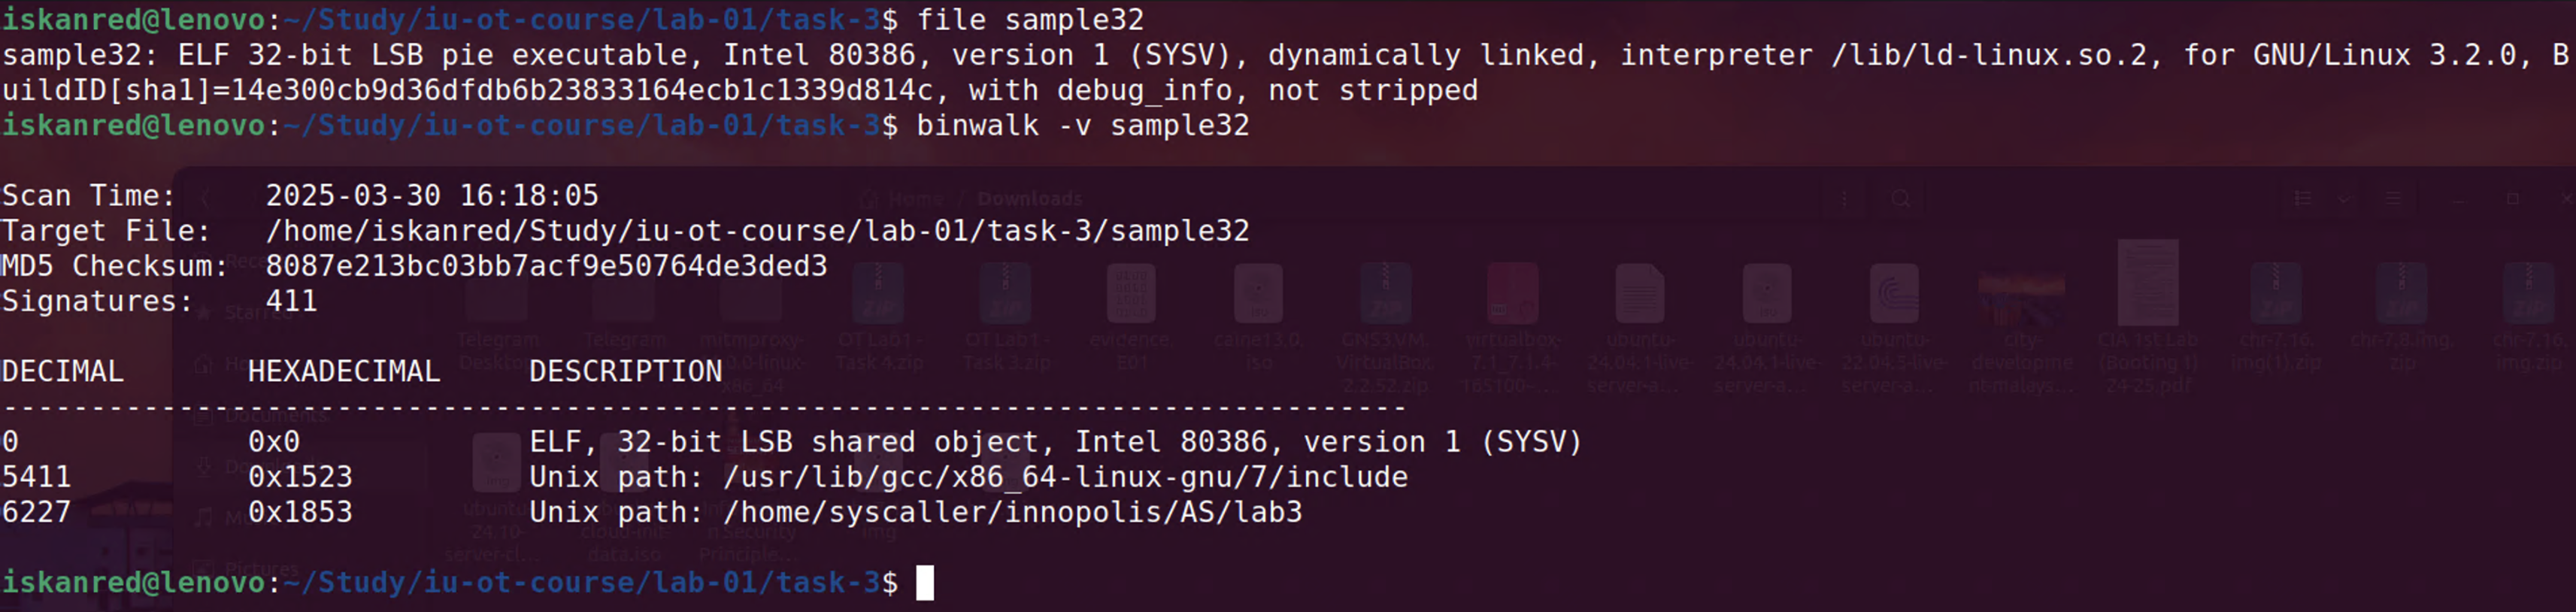 iskanred@lenovo:~/Study/iu-ot-course/lab-01/task-3$ file sample32
sample32: ELF 32-bit LSB pie executable, Intel 80386, version 1 (SYSV), dynamically linked, interpreter /lib/ld-linux.so.2, for GNU/Linux 3.2.0, B
uildID[sha1]=14e300cb9d36dfdb6b23833164ecb1c1339d814c, with debug_info, not stripped
iskanred@lenovo:~/Study/iu-ot-course/lab-01/task-3$ binwalk -v sample32
Scan Time:     2025-03-30 16:18:05
Target File:   /home/iskanred/Study/iu-ot-course/lab-01/task-3/sample32
MD5 Checksum:  8087e213bc03bb7acf9e50764de3ded3
Signatures:    411
DECIMAL       HEXADECIMAL     DESCRIPTION
--------------------------------------------------------------------------------
0             0x0             ELF, 32-bit LSB shared object, Intel 80386, version 1 (SYSV)
5411          0x1523          Unix path: /usr/lib/gcc/x86_64-linux-gnu/7/include
6227          0x1853          Unix path: /home/syscaller/innopolis/AS/lab3
iskanred@lenovo:~/Study/iu-ot-course/lab-01/task-3$
Home / Downloads